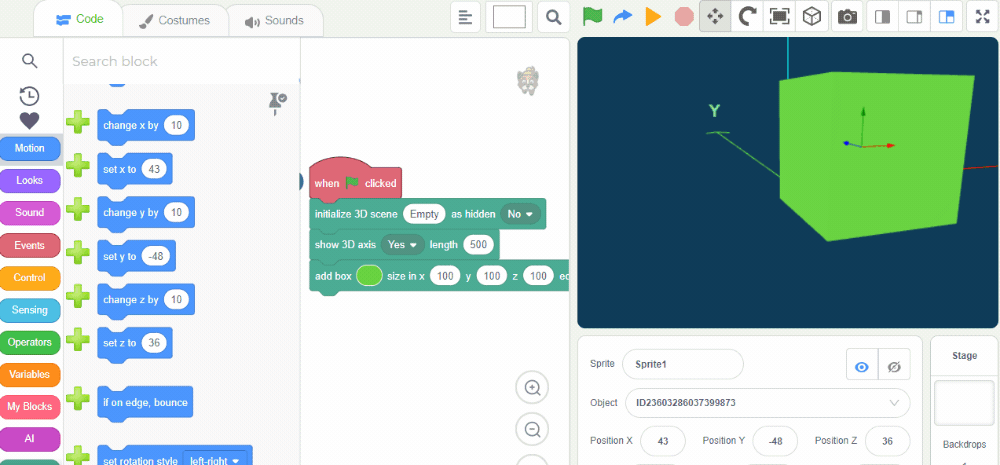 Code
Costumes
Sounds
Search block
Motion
Looks
Sound
Events
Control
Sensing
Operators
Variables
My Blocks
AI
change x by 10
set x to 43
change y by 10
set y to -48
change z by 10
set z to 36
if on edge, bounce
set rotation style left-right
when clicked
initialize 3D scene Empty as hidden No
show 3D axis Yes length 500
add box size in x 100 y 100 z 100
Y
Sprite Sprite1
Object ID23603286037399873
Position X 43 Position Y -48 Position Z 36
Stage
Backdrops